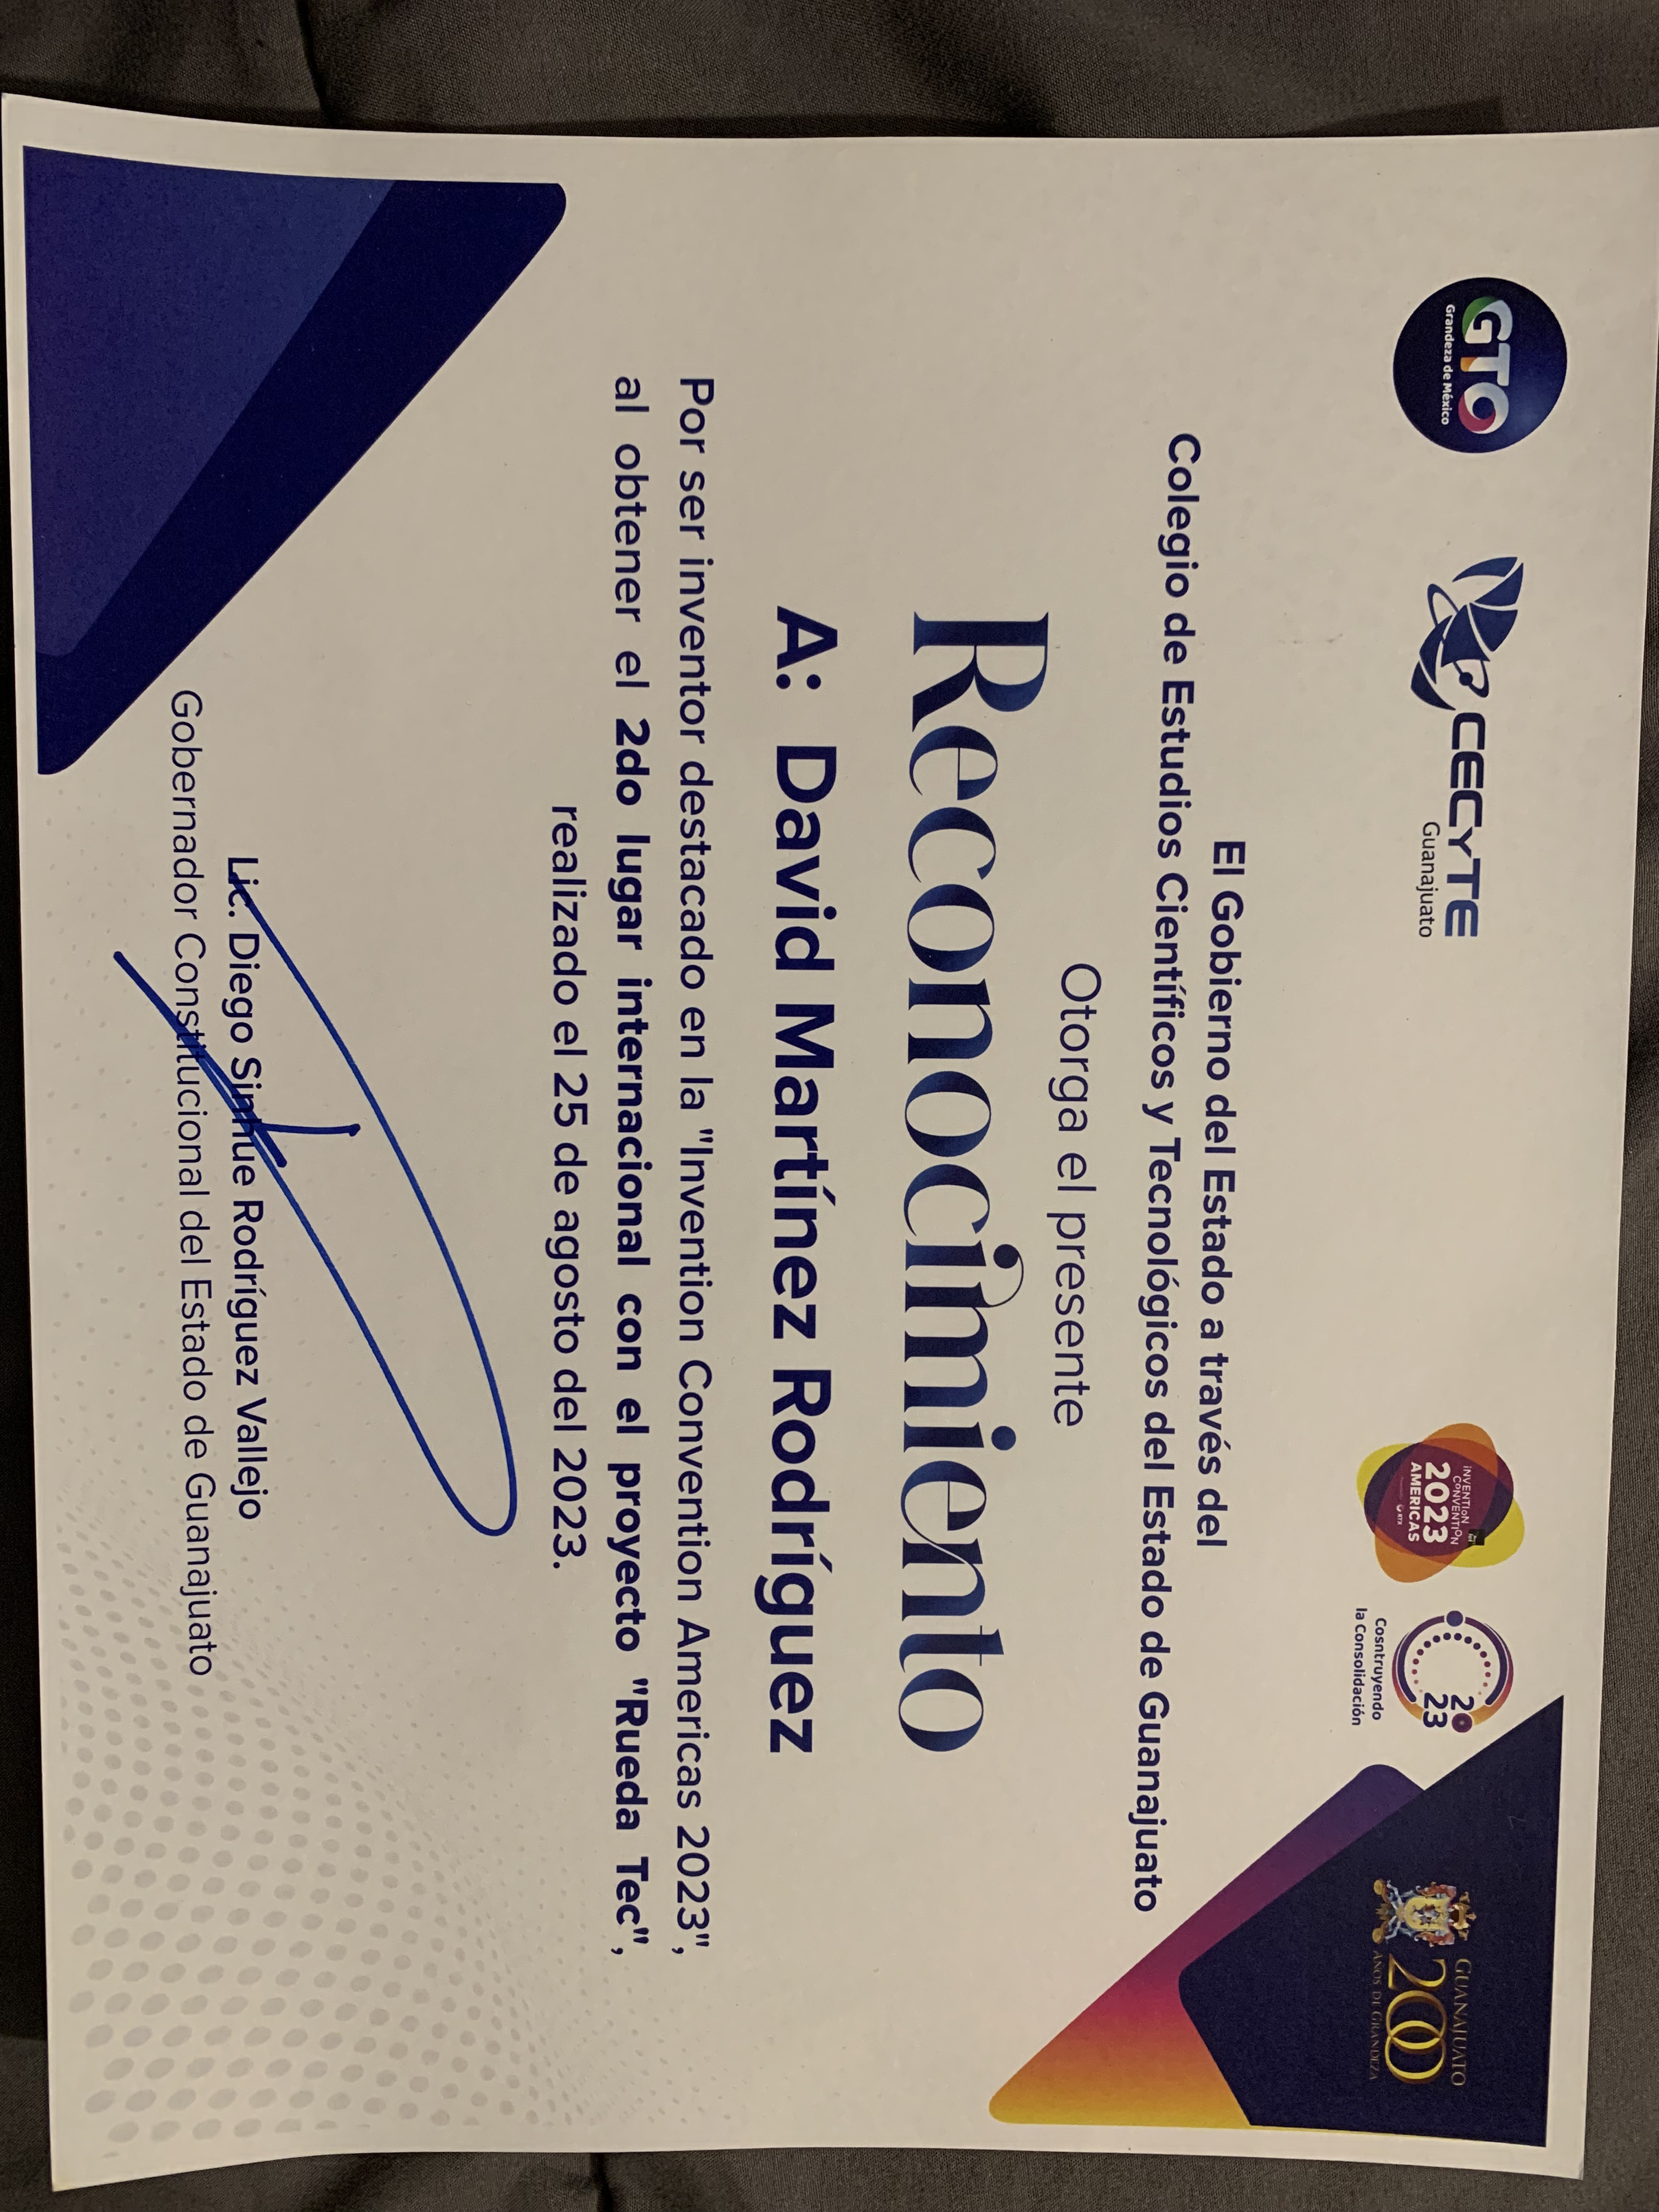 GTO
Grandeza de México
CECyTE
Guanajuato
INVENTION
CONVENTION
2023
AMERICAS
2023
Cosntruyendo
la Consolidación
GUANAJUATO
200
AÑOS DE GRANDEZA
El Gobierno del Estado a través del
Colegio de Estudios Científicos y Tecnológicos del Estado de Guanajuato
Otorga el presente
Reconocimiento
A: David Martínez Rodríguez
Por ser inventor destacado en la "Invention Convention Americas 2023",
al obtener el 2do lugar internacional con el proyecto "Rueda Tec",
realizado el 25 de agosto del 2023.
Lic. Diego Sinhue Rodríguez Vallejo
Gobernador Constitucional del Estado de Guanajuato